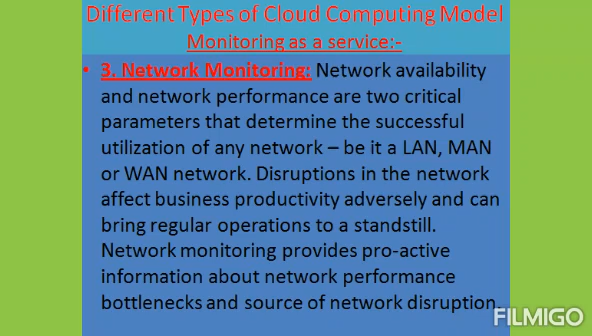 Different Types of Cloud Computing Model
Monitoring as a service:-
• 3. Network Monitoring: Network availability
and network performance are two critical
parameters that determine the successful
utilization of any network – be it a LAN, MAN
or WAN network. Disruptions in the network
affect business productivity adversely and can
bring regular operations to a standstill.
Network monitoring provides pro-active
information about network performance
bottlenecks and source of network disruption.
FILMIGO